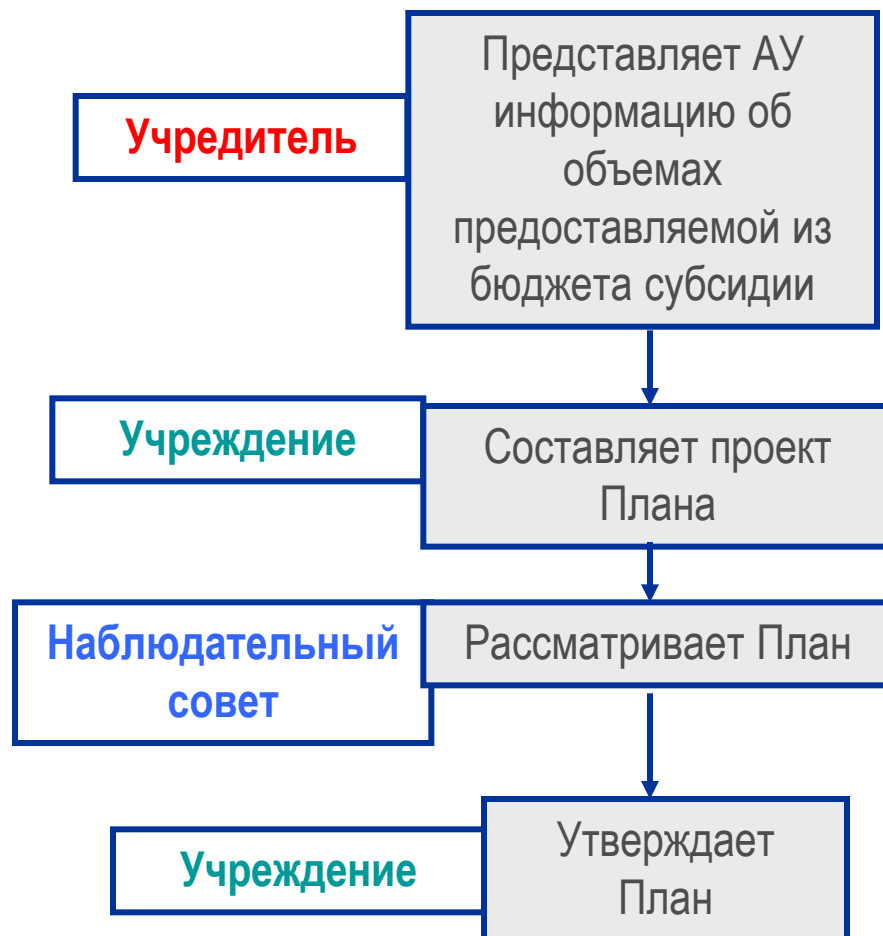 Учредитель
Представляет АУ
информацию об
объемах
предоставляемой из
бюджета субсидии
Учреждение
Составляет проект
Плана
Наблюдательный
совет
Рассматривает План
Учреждение
Утверждает
План